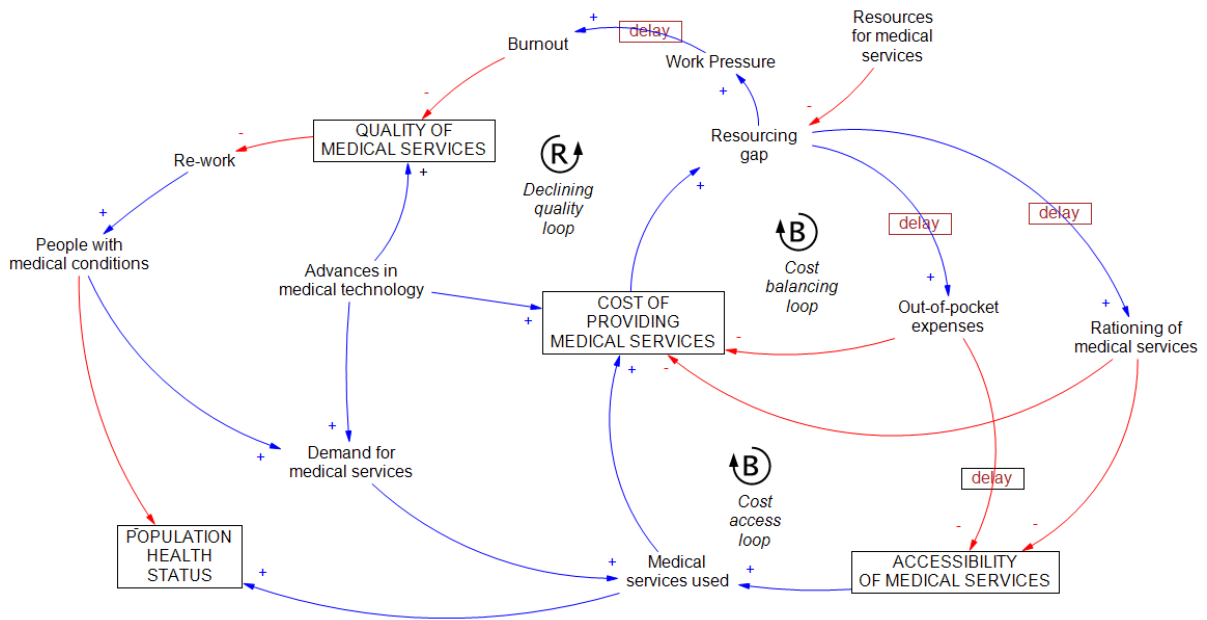 Resources
for medical
services
+
delay
Burnout
Work Pressure
-
+
-
QUALITY OF
MEDICAL SERVICES
-
Re-work
+
Resourcing
gap
R
Declining
quality
loop
+
+
People with
medical conditions
delay
delay
B
Cost
balancing
loop
Advances in
medical technology
+
+
+
COST OF
PROVIDING
MEDICAL SERVICES
Out-of-pocket
expenses
Rationing of
medical services
-
+
-
+
+
Demand for
medical services
B
Cost
access
loop
delay
-
-
-
POPULATION
HEALTH
STATUS
+
+
Medical
services used
+
ACCESSIBILITY
OF MEDICAL SERVICES